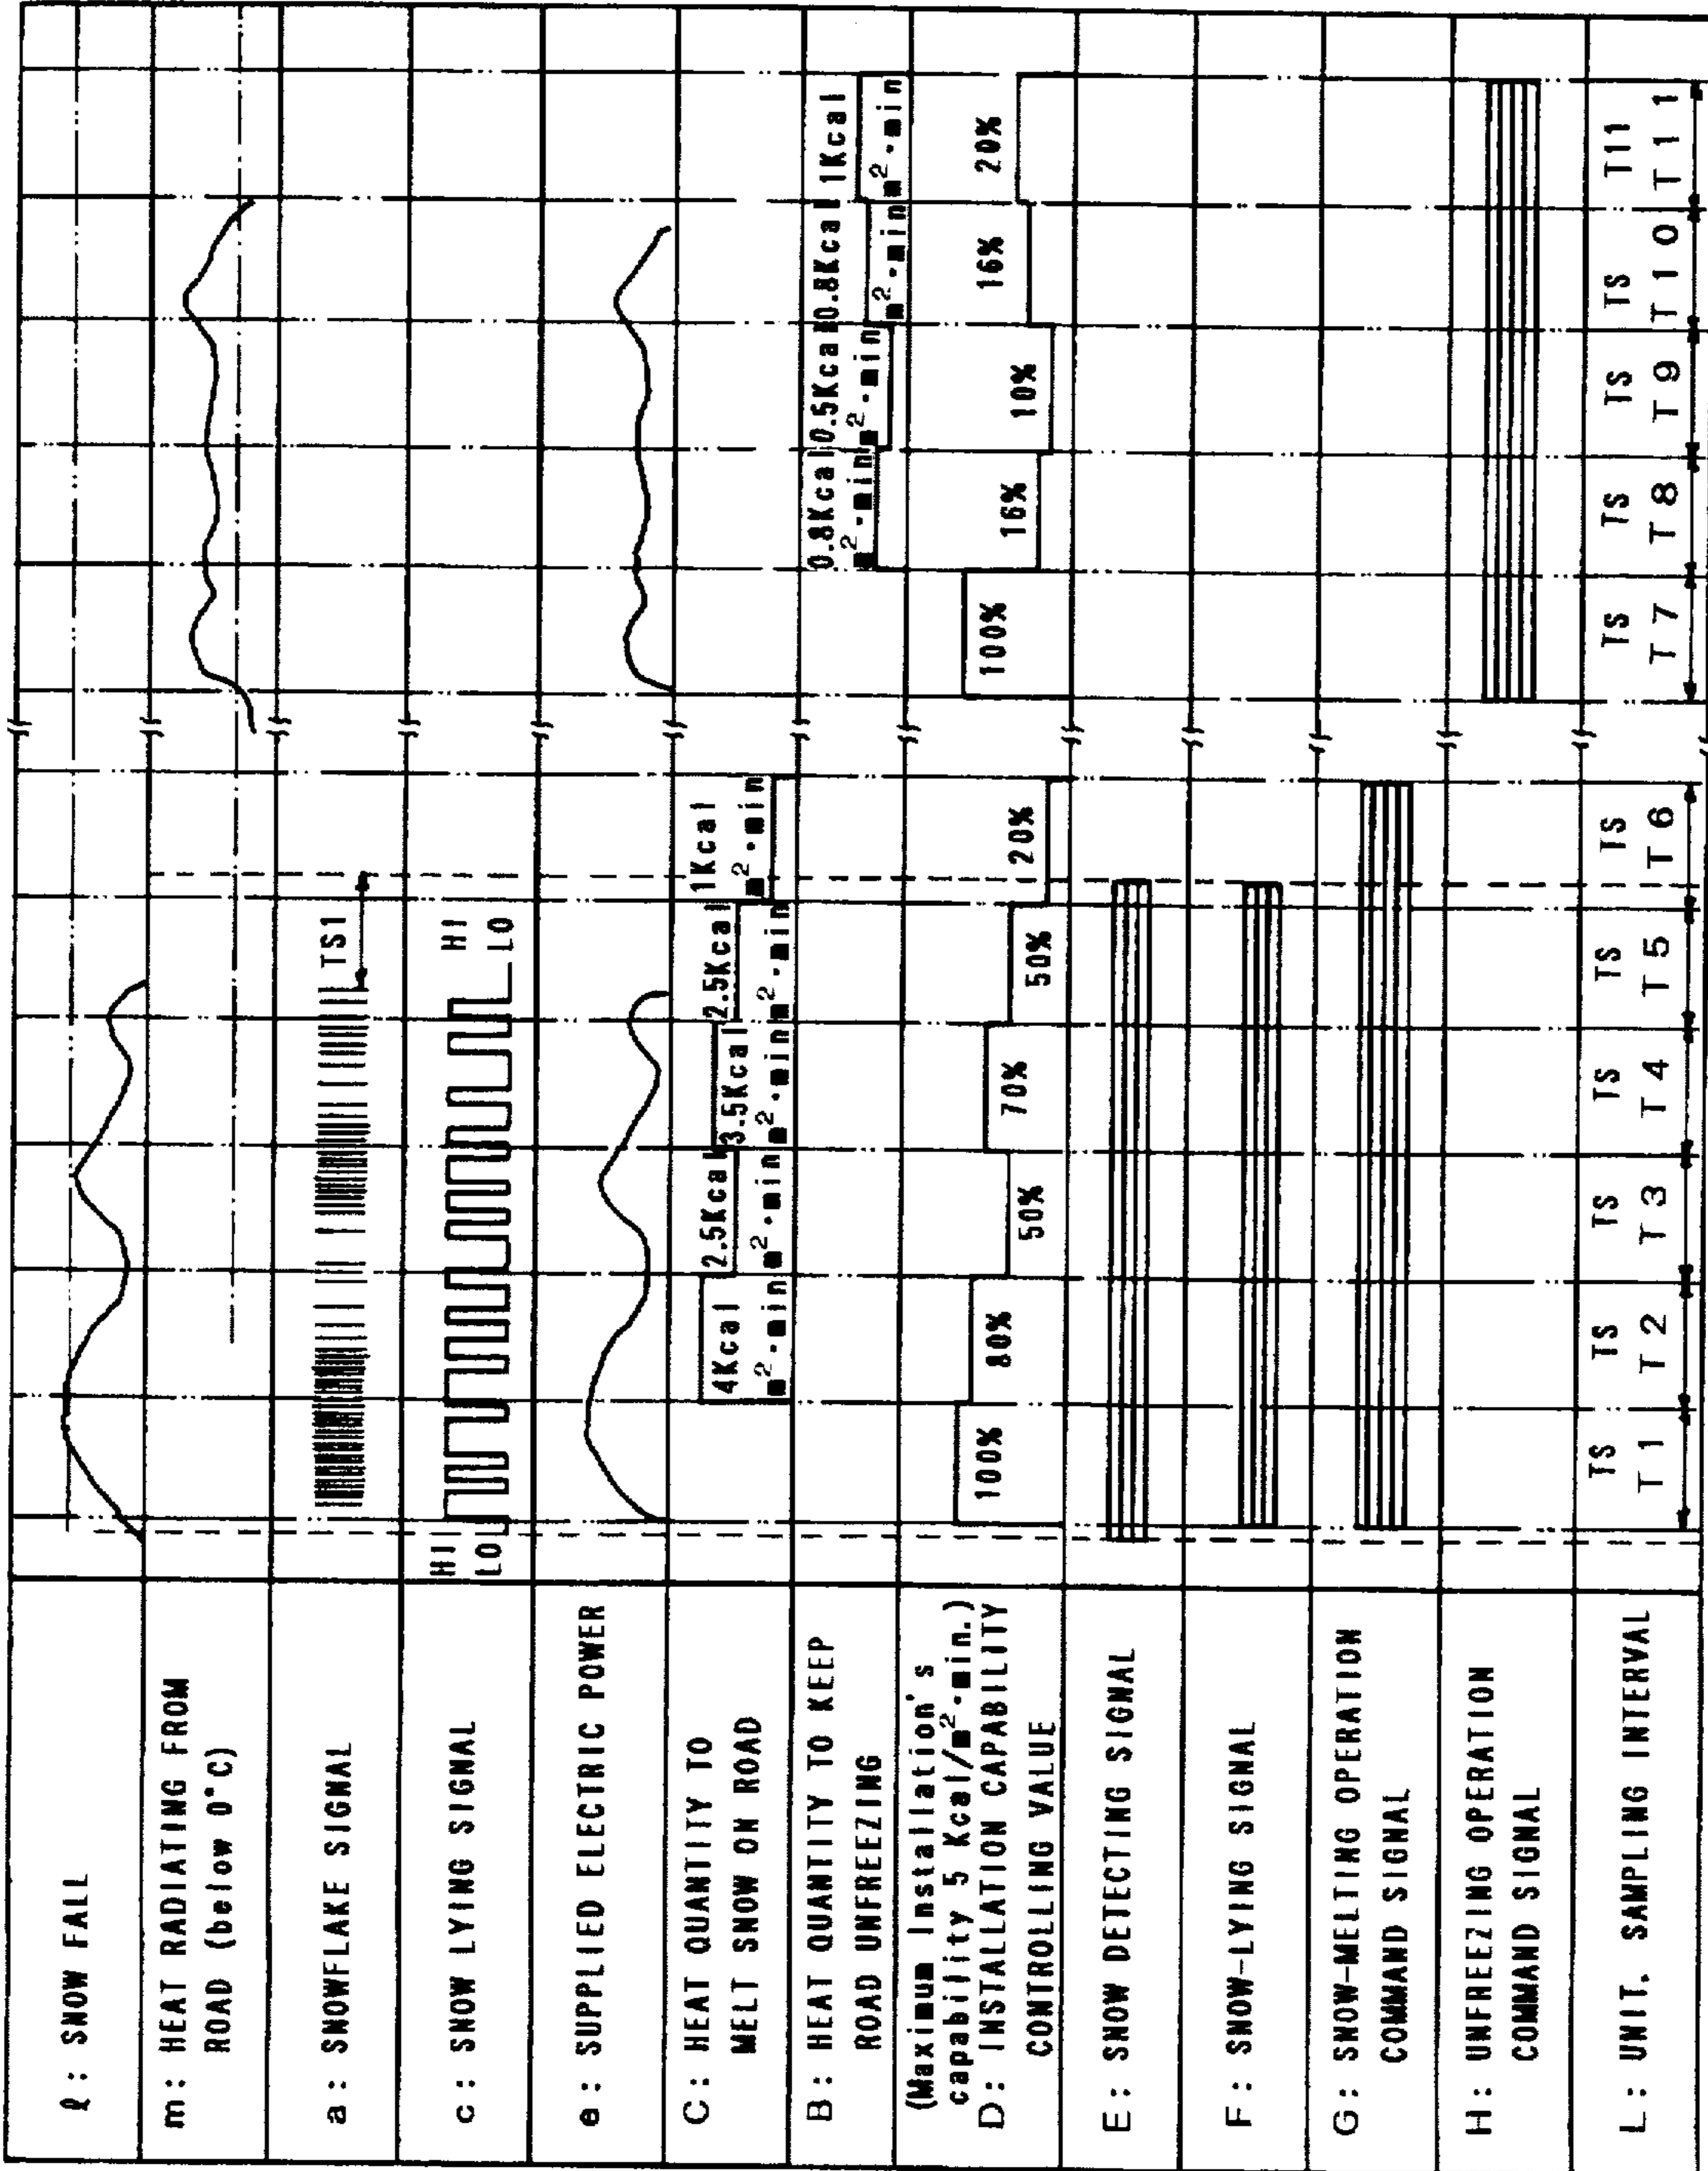 ℓ : SNOW FALL
m : HEAT RADIATING FROM
ROAD (below 0°C)
a : SNOWFLAKE SIGNAL
TS1
c : SNOW LYING SIGNAL
HI
LO
HI
LO
e : SUPPLIED ELECTRIC POWER
C : HEAT QUANTITY TO
MELT SNOW ON ROAD
4Kcal 2.5Kcal 3.5Kcal 2.5Kcal 1Kcal
m²·min m²·min m²·min m²·min m²·min
B : HEAT QUANTITY TO KEEP
ROAD UNFREEZING
0.8Kcal 0.5Kcal 0.8Kcal 1Kcal
m²·min m²·min m²·min m²·min
(Maximum Installation's
capability 5 Kcal/m²·min.)
D : INSTALLATION CAPABILITY
CONTROLLING VALUE
100% 80% 50% 70% 50% 20% 100% 16% 10% 16% 20%
E : SNOW DETECTING SIGNAL
F : SNOW-LYING SIGNAL
G : SNOW-MELTING OPERATION
COMMAND SIGNAL
H : UNFREEZING OPERATION
COMMAND SIGNAL
L : UNIT. SAMPLING INTERVAL
TS TS TS TS TS TS TS TS TS TS T11
T1 T2 T3 T4 T5 T6 T7 T8 T9 T10 T11